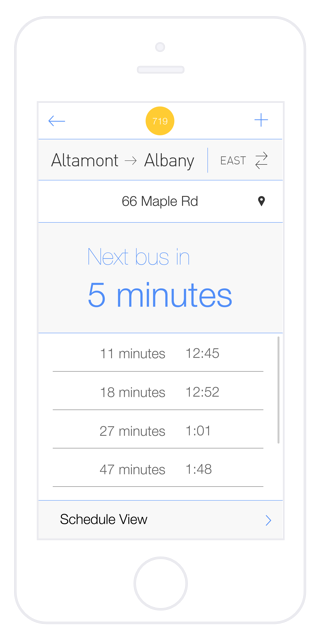 719
Altamont → Albany EAST
66 Maple Rd
Next bus in
5 minutes
11 minutes 12:45
18 minutes 12:52
27 minutes 1:01
47 minutes 1:48
Schedule View